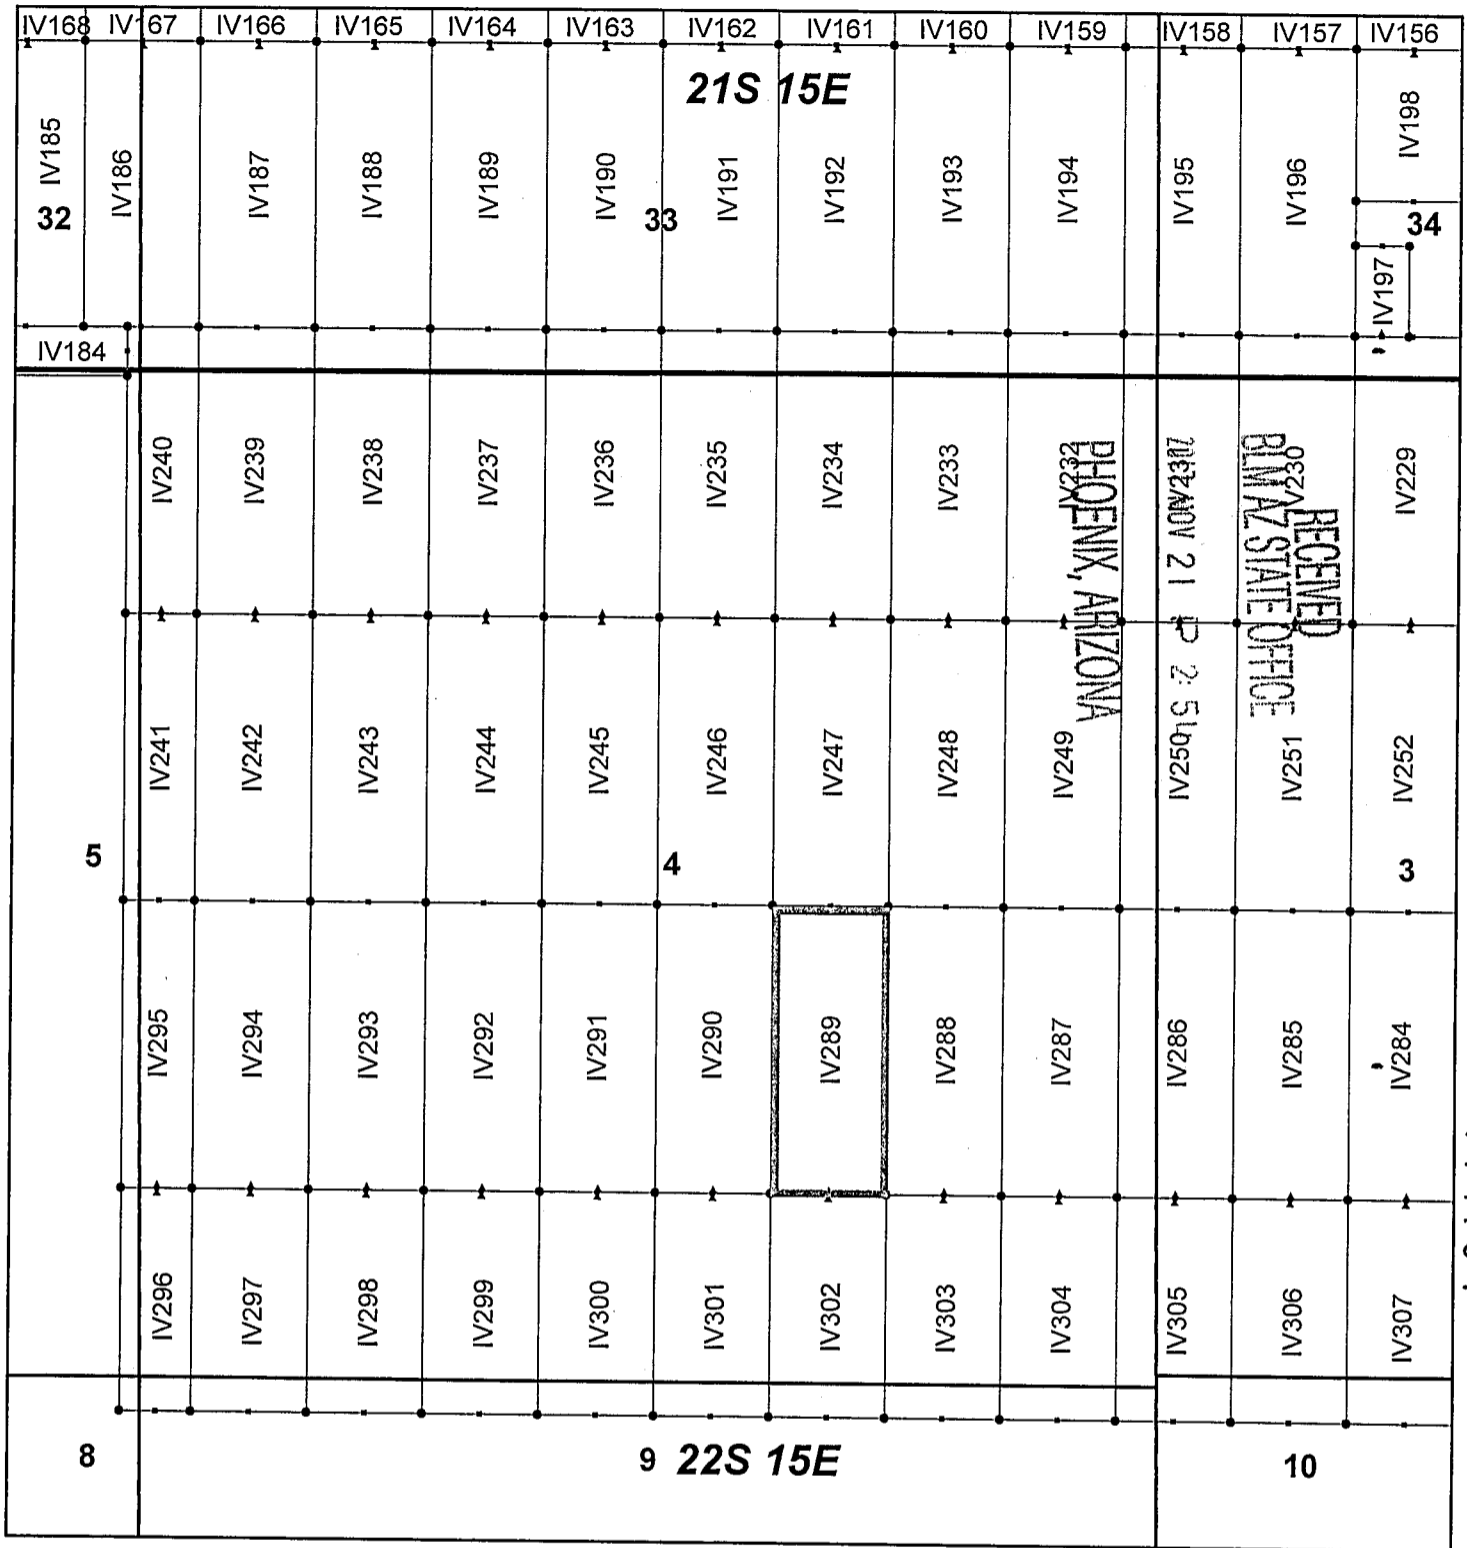 IV168 IV167 IV166 IV165 IV164 IV163 IV162 IV161 IV160 IV159 IV158 IV157 IV156
21S 15E
IV185 IV186 IV187 IV188 IV189 IV190 IV191 IV192 IV193 IV194 IV195 IV196 IV198
32 33 34
IV197
IV184
IV240 IV239 IV238 IV237 IV236 IV235 IV234 IV233 IV232 IV230 IV229
RECEIVED
BLM AZ STATE OFFICE
NOV 21 P 2: 5
PHOENIX, ARIZONA
IV241 IV242 IV243 IV244 IV245 IV246 IV247 IV248 IV249 IV250 IV251 IV252
5 4 3
IV295 IV294 IV293 IV292 IV291 IV290 IV289 IV288 IV287 IV286 IV285 IV284
IV296 IV297 IV298 IV299 IV300 IV301 IV302 IV303 IV304 IV305 IV306 IV307
8 9 22S 15E 10